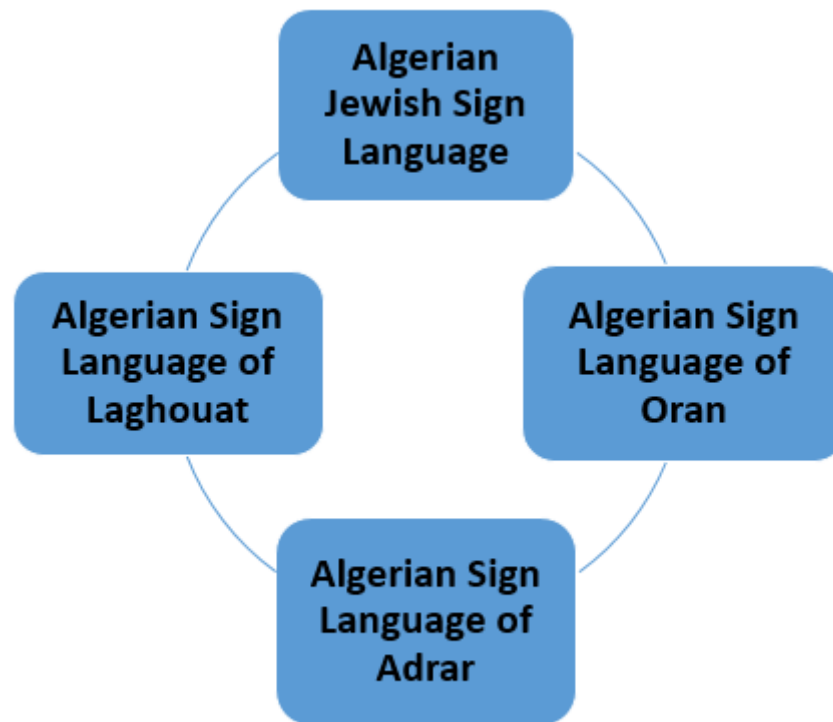 Algerian
Jewish Sign
Language
Algerian Sign
Language of
Laghouat
Algerian Sign
Language of
Oran
Algerian Sign
Language of
Adrar